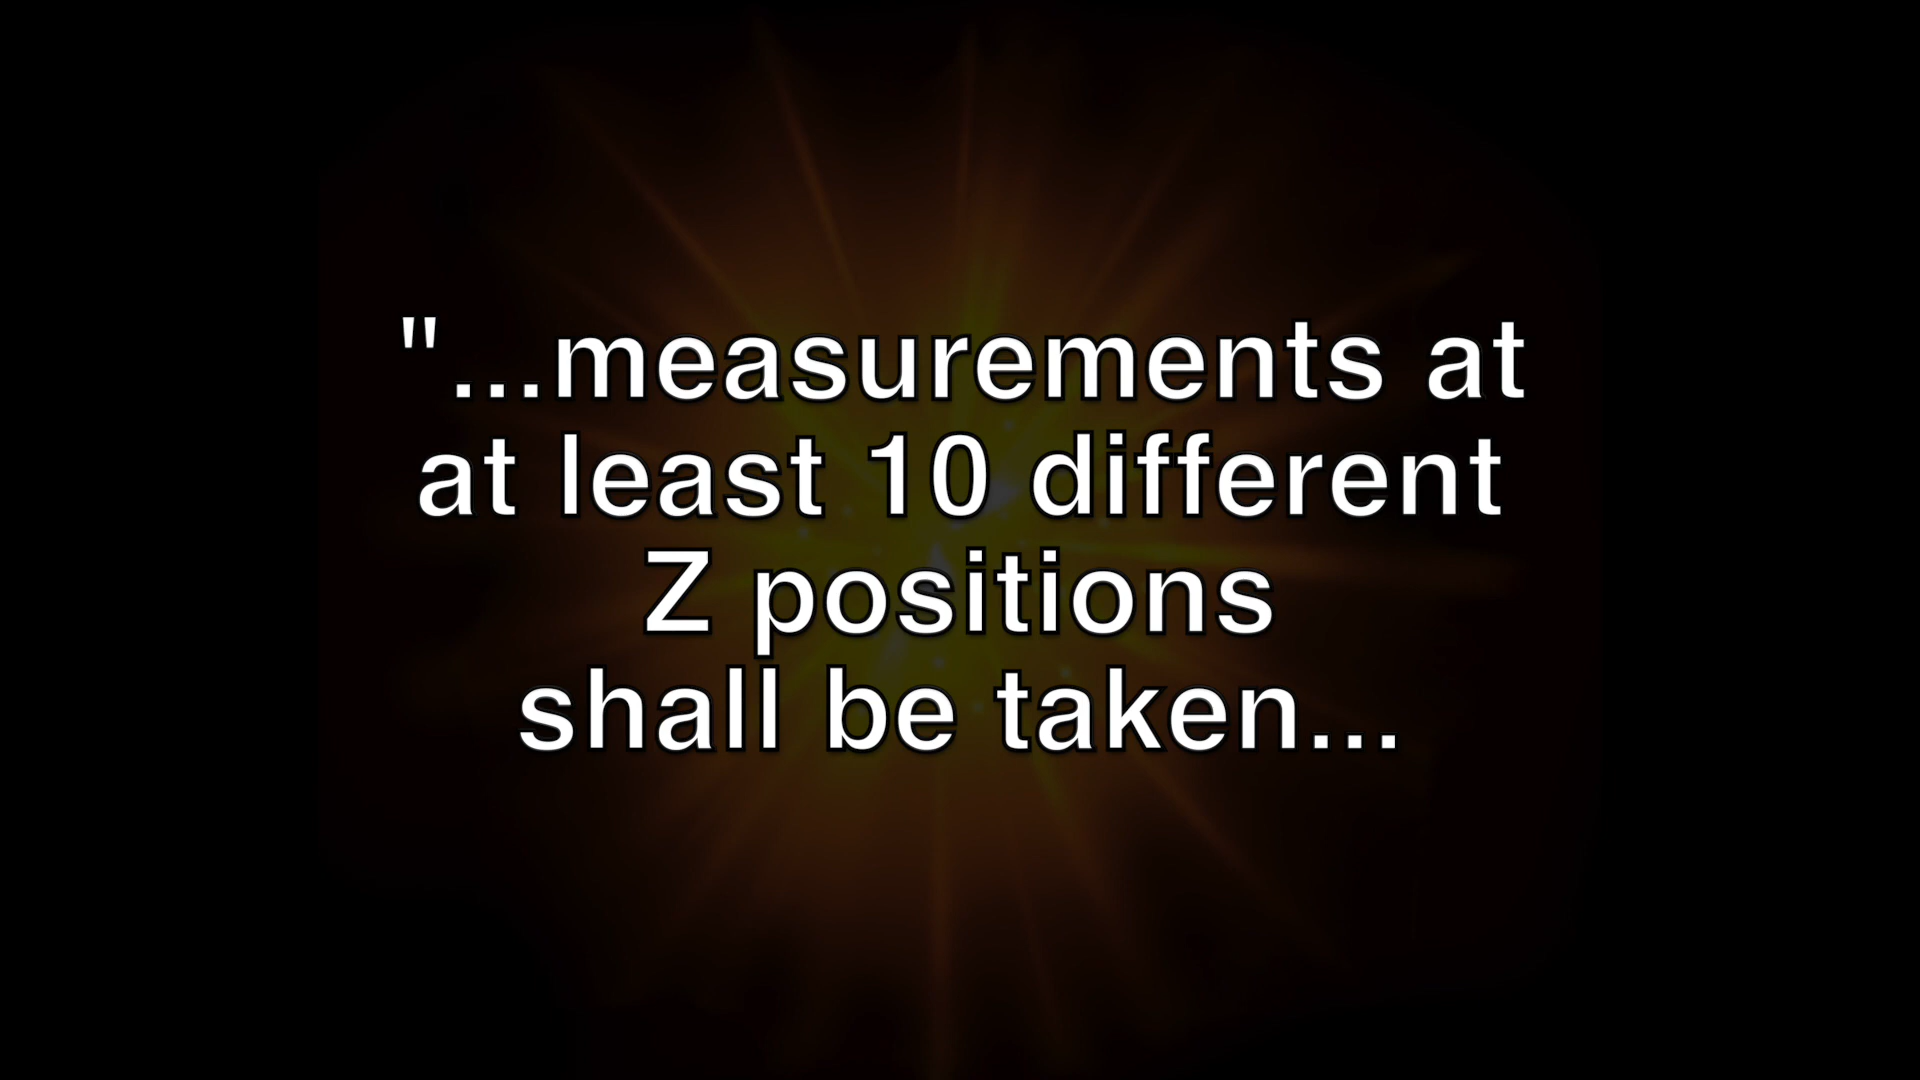 "...measurements at
at least 10 different
Z positions
shall be taken...